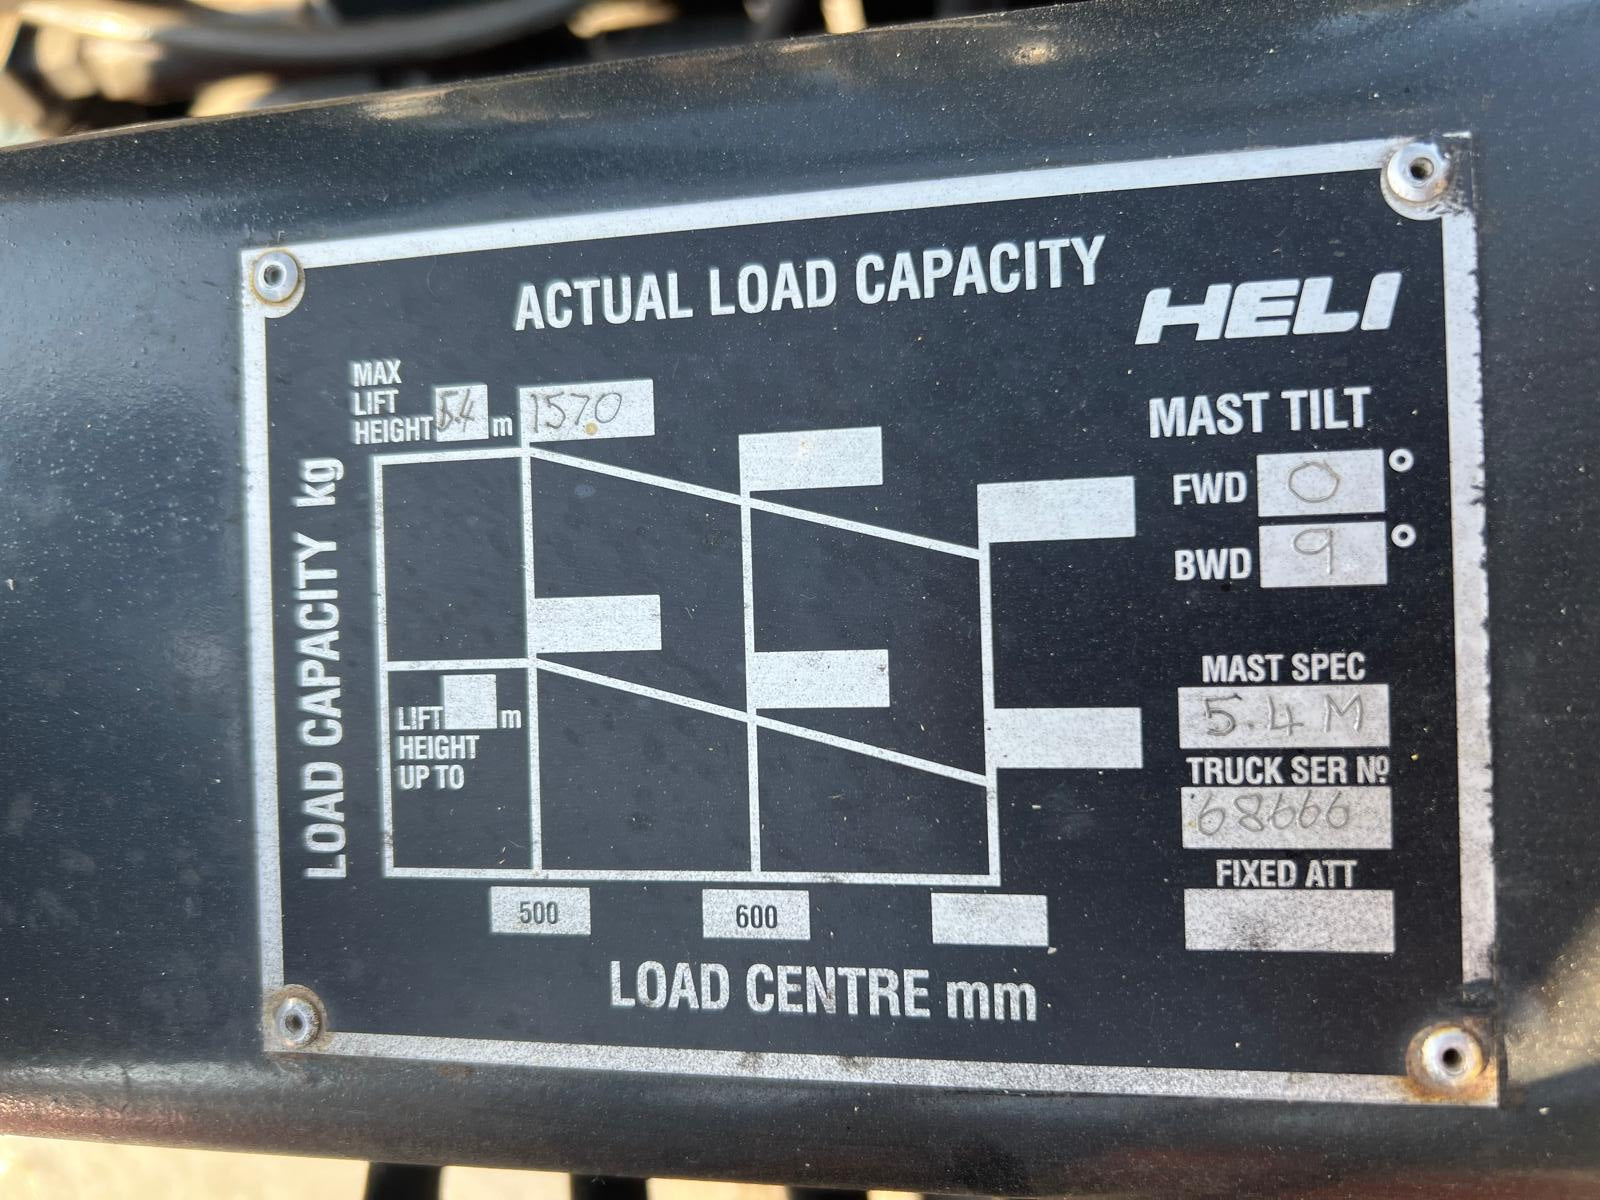 ACTUAL LOAD CAPACITY
HELI
MAX
LIFT
HEIGHT 5.4 m
1570
LOAD CAPACITY kg
LIFT m
HEIGHT
UP TO
500
600
LOAD CENTRE mm
MAST TILT
FWD 0 °
BWD 9 °
MAST SPEC
5.4 M
TRUCK SER Nº
68666
FIXED ATT